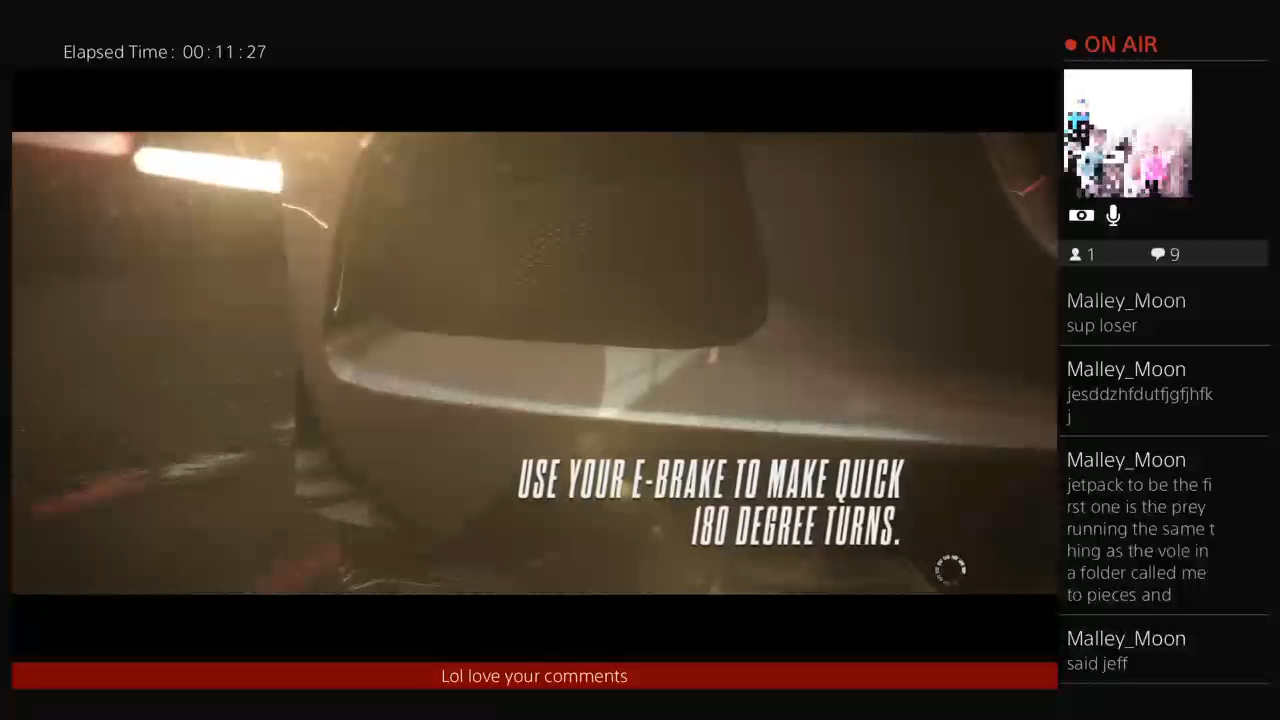 Elapsed Time: 00:11:27
ON AIR
1 9
Malley_Moon
sup loser
Malley_Moon
jesddzhfdutfjgfjhfk
j
Malley_Moon
jetpack to be the fi
rst one is the prey
running the same t
hing as the vole in
a folder called me
to pieces and
Malley_Moon
said jeff
USE YOUR E-BRAKE TO MAKE QUICK
180 DEGREE TURNS.
Lol love your comments